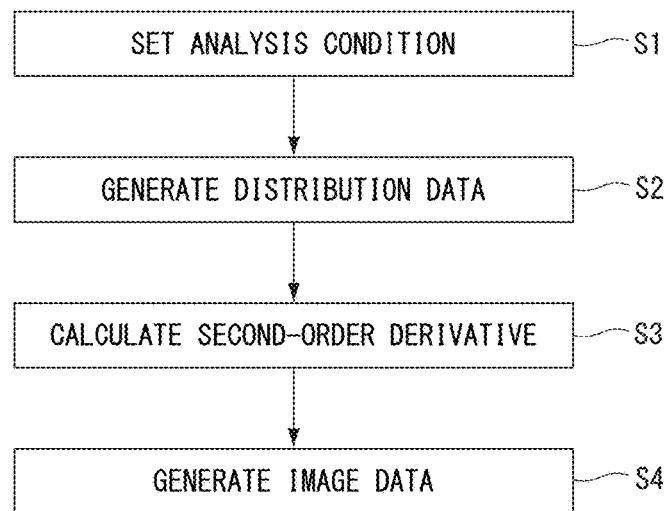 SET ANALYSIS CONDITION S1
GENERATE DISTRIBUTION DATA S2
CALCULATE SECOND-ORDER DERIVATIVE S3
GENERATE IMAGE DATA S4